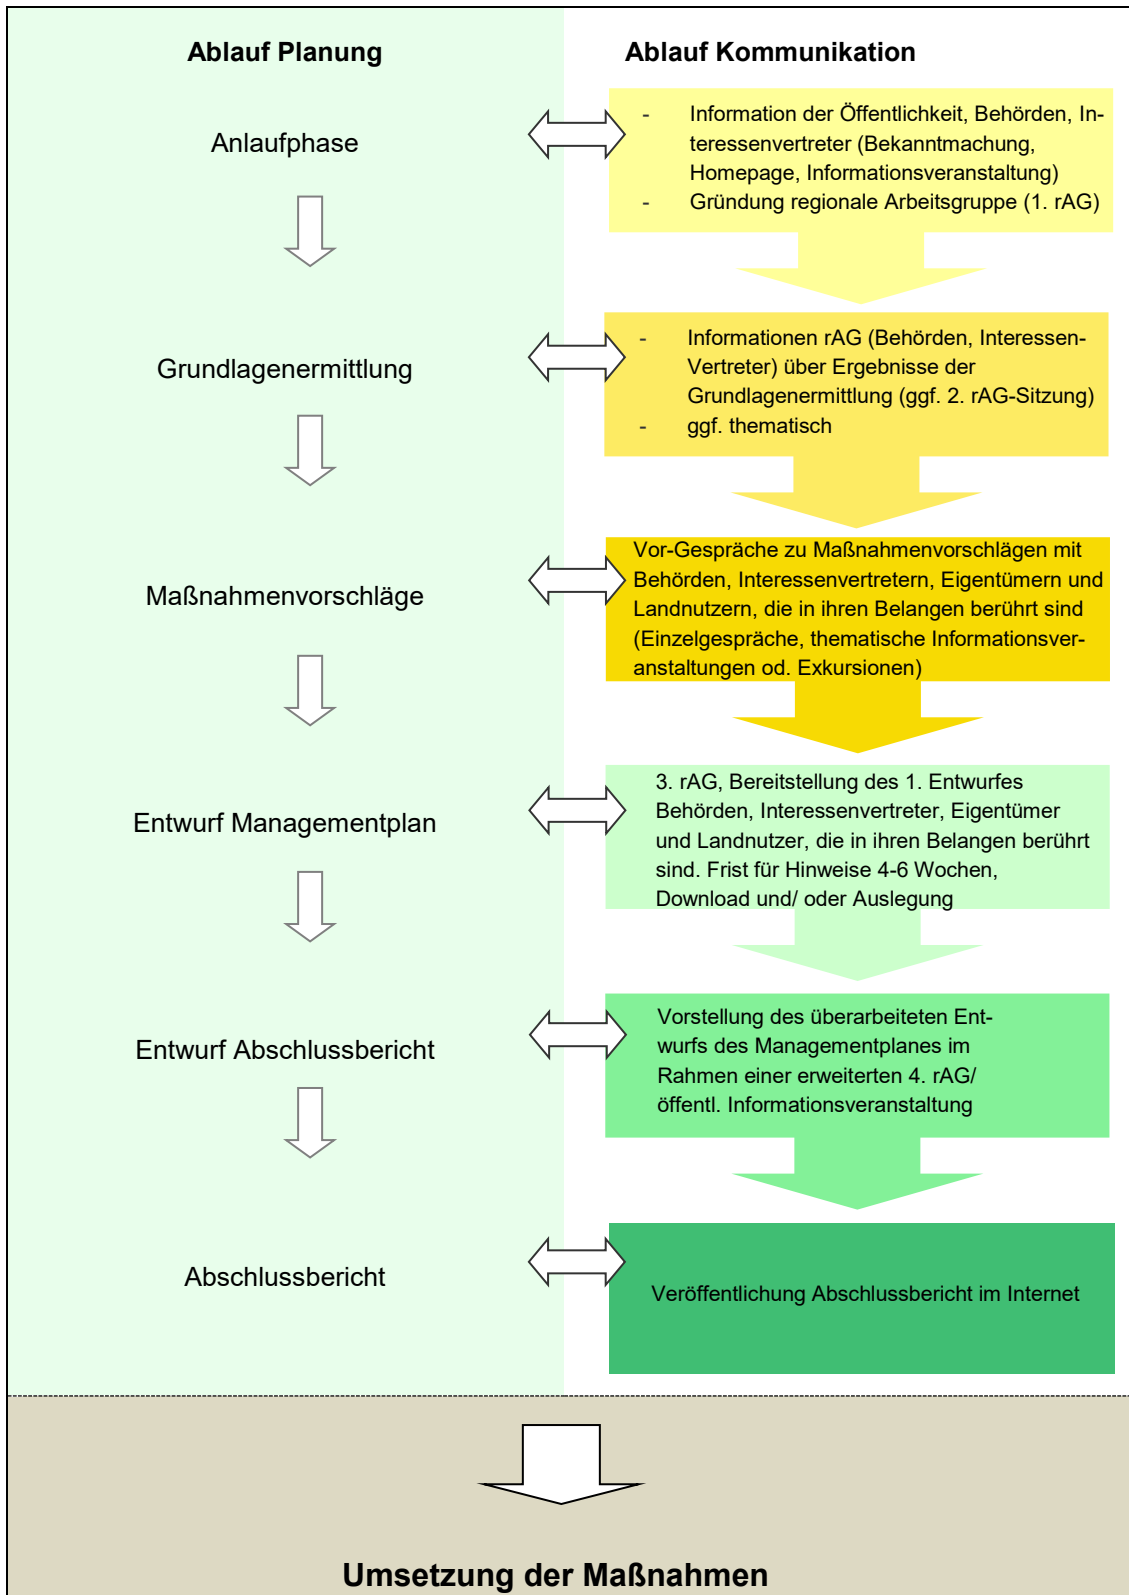 Ablauf Planung
Ablauf Kommunikation
Anlaufphase
- Information der Öffentlichkeit, Behörden, In-
teressenvertreter (Bekanntmachung,
Homepage, Informationsveranstaltung)
- Gründung regionale Arbeitsgruppe (1. rAG)
Grundlagenermittlung
- Informationen rAG (Behörden, Interessen-
Vertreter) über Ergebnisse der
Grundlagenermittlung (ggf. 2. rAG-Sitzung)
- ggf. thematisch
Maßnahmenvorschläge
Vor-Gespräche zu Maßnahmenvorschlägen mit
Behörden, Interessenvertretern, Eigentümern und
Landnutzern, die in ihren Belangen berührt sind
(Einzelgespräche, thematische Informationsver-
anstaltungen od. Exkursionen)
Entwurf Managementplan
3. rAG, Bereitstellung des 1. Entwurfes
Behörden, Interessenvertreter, Eigentümer
und Landnutzer, die in ihren Belangen berührt
sind. Frist für Hinweise 4-6 Wochen,
Download und/ oder Auslegung
Entwurf Abschlussbericht
Vorstellung des überarbeiteten Ent-
wurfs des Managementplanes im
Rahmen einer erweiterten 4. rAG/
öffentl. Informationsveranstaltung
Abschlussbericht
Veröffentlichung Abschlussbericht im Internet
Umsetzung der Maßnahmen